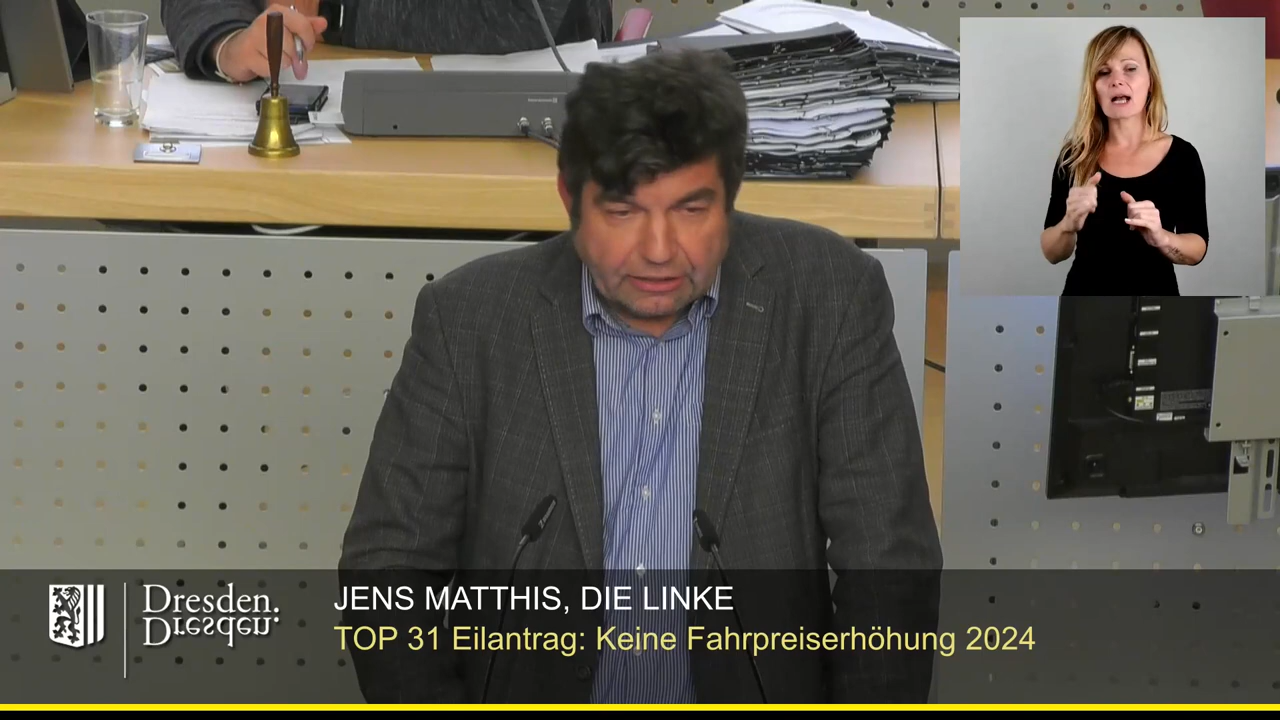 Dresden.
Dresden.
JENS MATTHIS, DIE LINKE
TOP 31 Eilantrag: Keine Fahrpreiserhöhung 2024